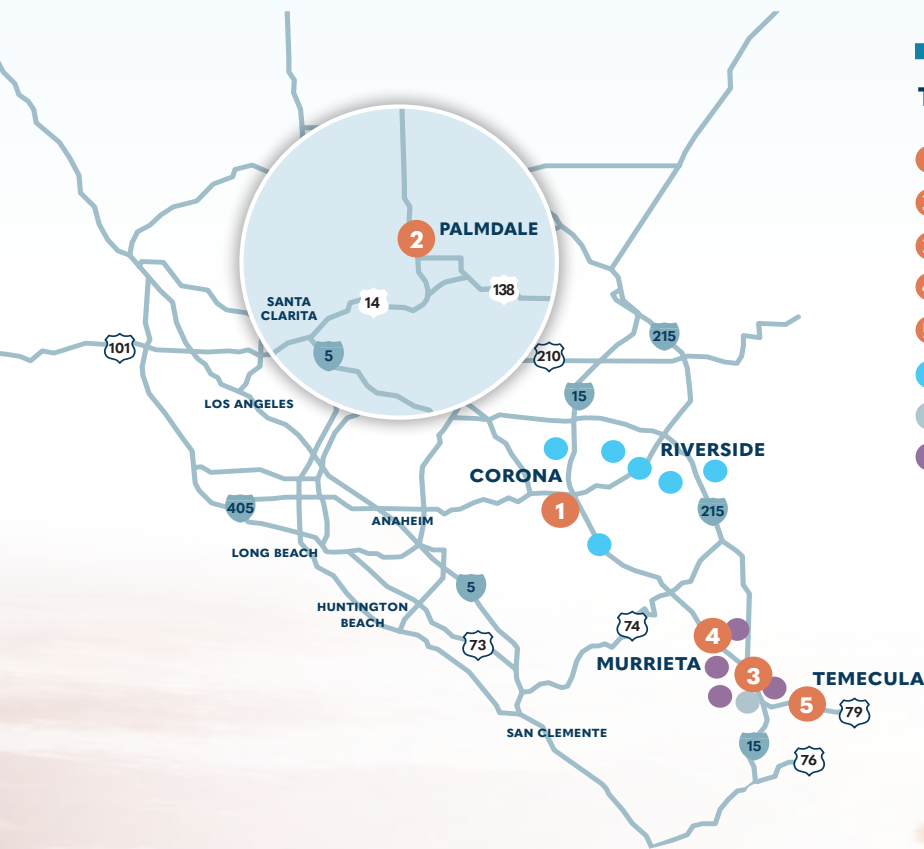 2 PALMDALE
138
14
SANTA
CLARITA
5
101
215
210
15
LOS ANGELES
RIVERSIDE
CORONA
1
405
215
ANAHEIM
LONG BEACH
5
HUNTINGTON
BEACH
74
73
4
MURRIETA
3
TEMECULA
5
79
SAN CLEMENTE
15
76